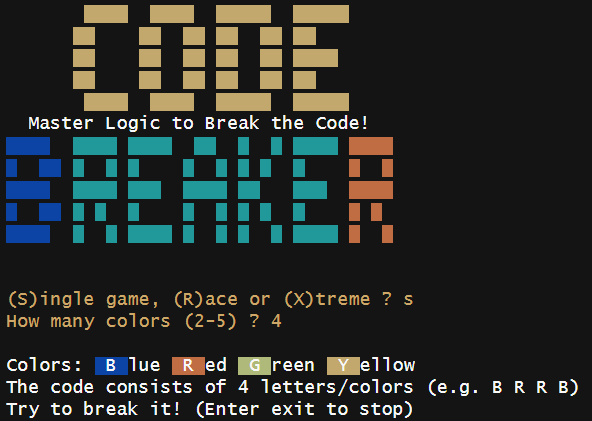 CODE
Master Logic to Break the Code!
BREAKER
(S)ingle game, (R)ace or (X)treme ? s
How many colors (2-5) ? 4
Colors: B lue R ed G reen Y ellow
The code consists of 4 letters/colors (e.g. B R R B)
Try to break it! (Enter exit to stop)